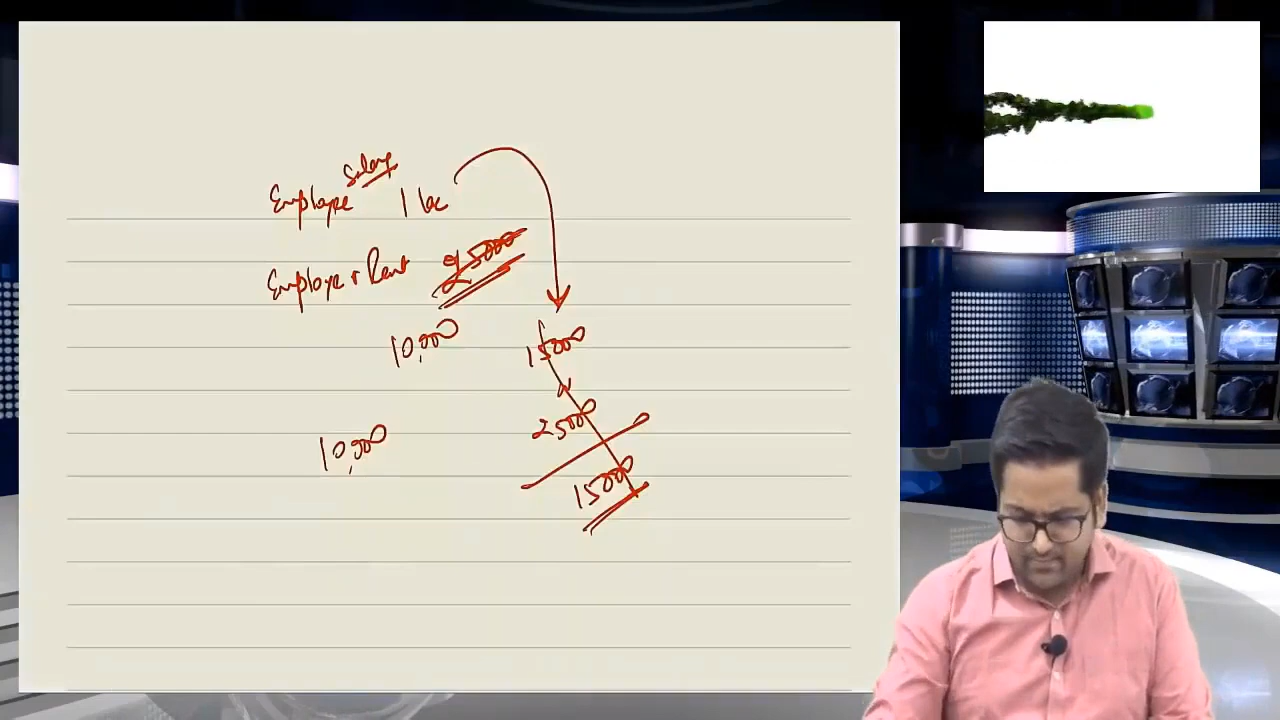 Salary
Employee 1 lac
Employer Rent 25000
10,000 15000
25000
10,000
15000